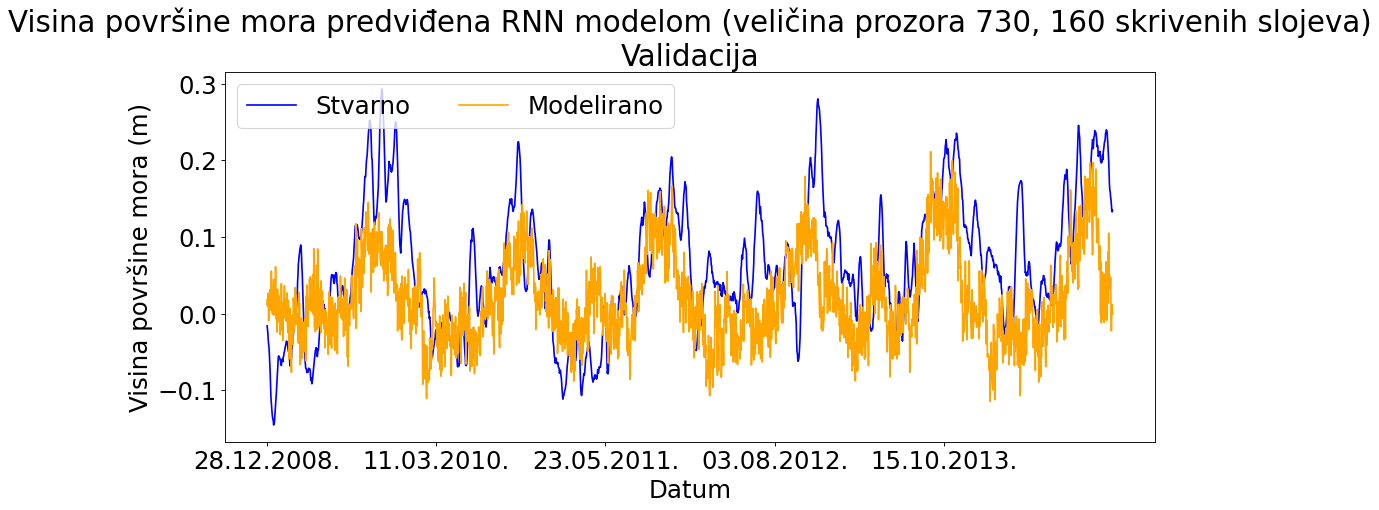 Visina površine mora predviđena RNN modelom (veličina prozora 730, 160 skrivenih slojeva)
Validacija
Stvarno Modelirano
Visina površine mora (m)
0.3
0.2
0.1
0.0
−0.1
28.12.2008. 11.03.2010. 23.05.2011. 03.08.2012. 15.10.2013.
Datum